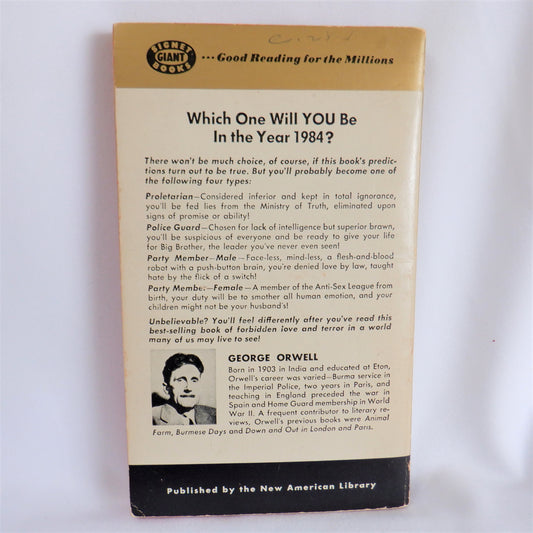 SIGNET
GIANT
BOOKS
...Good Reading for the Millions
Which One Will YOU Be
In the Year 1984?
There won't be much choice, of course, if this book's predic-
tions turn out to be true. But you'll probably become one of
the following four types:
Proletarian—Considered inferior and kept in total ignorance,
you'll be fed lies from the Ministry of Truth, eliminated upon
signs of promise or ability!
Police Guard—Chosen for lack of intelligence but superior brawn,
you'll be suspicious of everyone and be ready to give your life
for Big Brother, the leader you've never even seen!
Party Member—Male—Face-less, mind-less, a flesh-and-blood
robot with a push-button brain, you're denied love by law, taught
hate by the flick of a switch!
Party Member—Female—A member of the Anti-Sex League from
birth, your duty will be to smother all human emotion, and your
children might not be your husband's!
Unbelievable? You'll feel differently after you've read this
best-selling book of forbidden love and terror in a world
many of us may live to see!
GEORGE ORWELL
Born in 1903 in India and educated at Eton,
Orwell's career was varied—Burma service in
the Imperial Police, two years in Paris, and
teaching in England preceded the war in
Spain and Home Guard membership in World
War II. A frequent contributor to literary re-
views, Orwell's previous books were Animal
Farm, Burmese Days and Down and Out in London and Paris.
Published by the New American Library